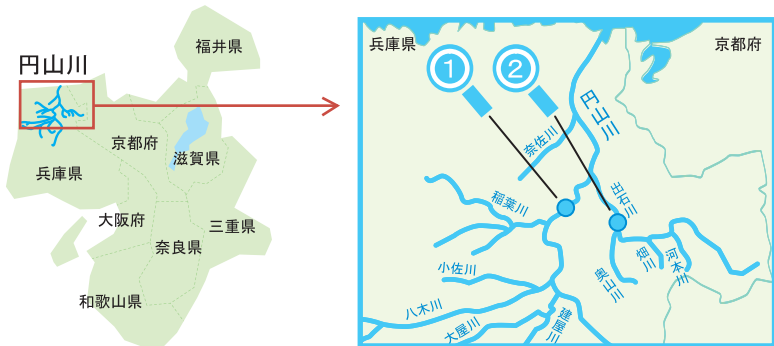 円山川
福井県
京都府
兵庫県
滋賀県
大阪府
三重県
奈良県
和歌山県
兵庫県
京都府
①
②
円山川
奈佐川
出石川
稲葉川
小佐川
畑川
河本川
奥山川
八木川
大屋川
建屋川